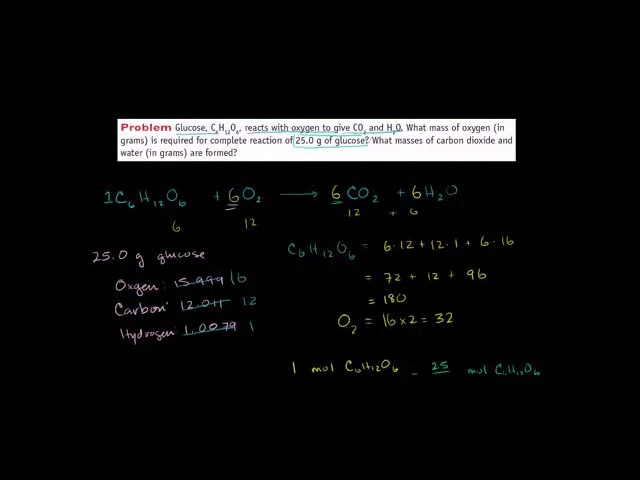 Problem Glucose, C₆H₁₂O₆, reacts with oxygen to give CO₂ and H₂O. What mass of oxygen (in
grams) is required for complete reaction of 25.0 g of glucose? What masses of carbon dioxide and
water (in grams) are formed?
1C₆H₁₂O₆ + 6O₂ → 6CO₂ + 6H₂O
6 12 12 + 6
25.0 g glucose
Oxgen: 15.999 16
Carbon: 12.011 12
Hydrogen: 1.0079 1
C₆H₁₂O₆ = 6·12 + 12·1 + 6·16
= 72 + 12 + 96
= 180
O₂ = 16×2 = 32
1 mol C₆H₁₂O₆ = 25 mol C₆H₁₂O₆